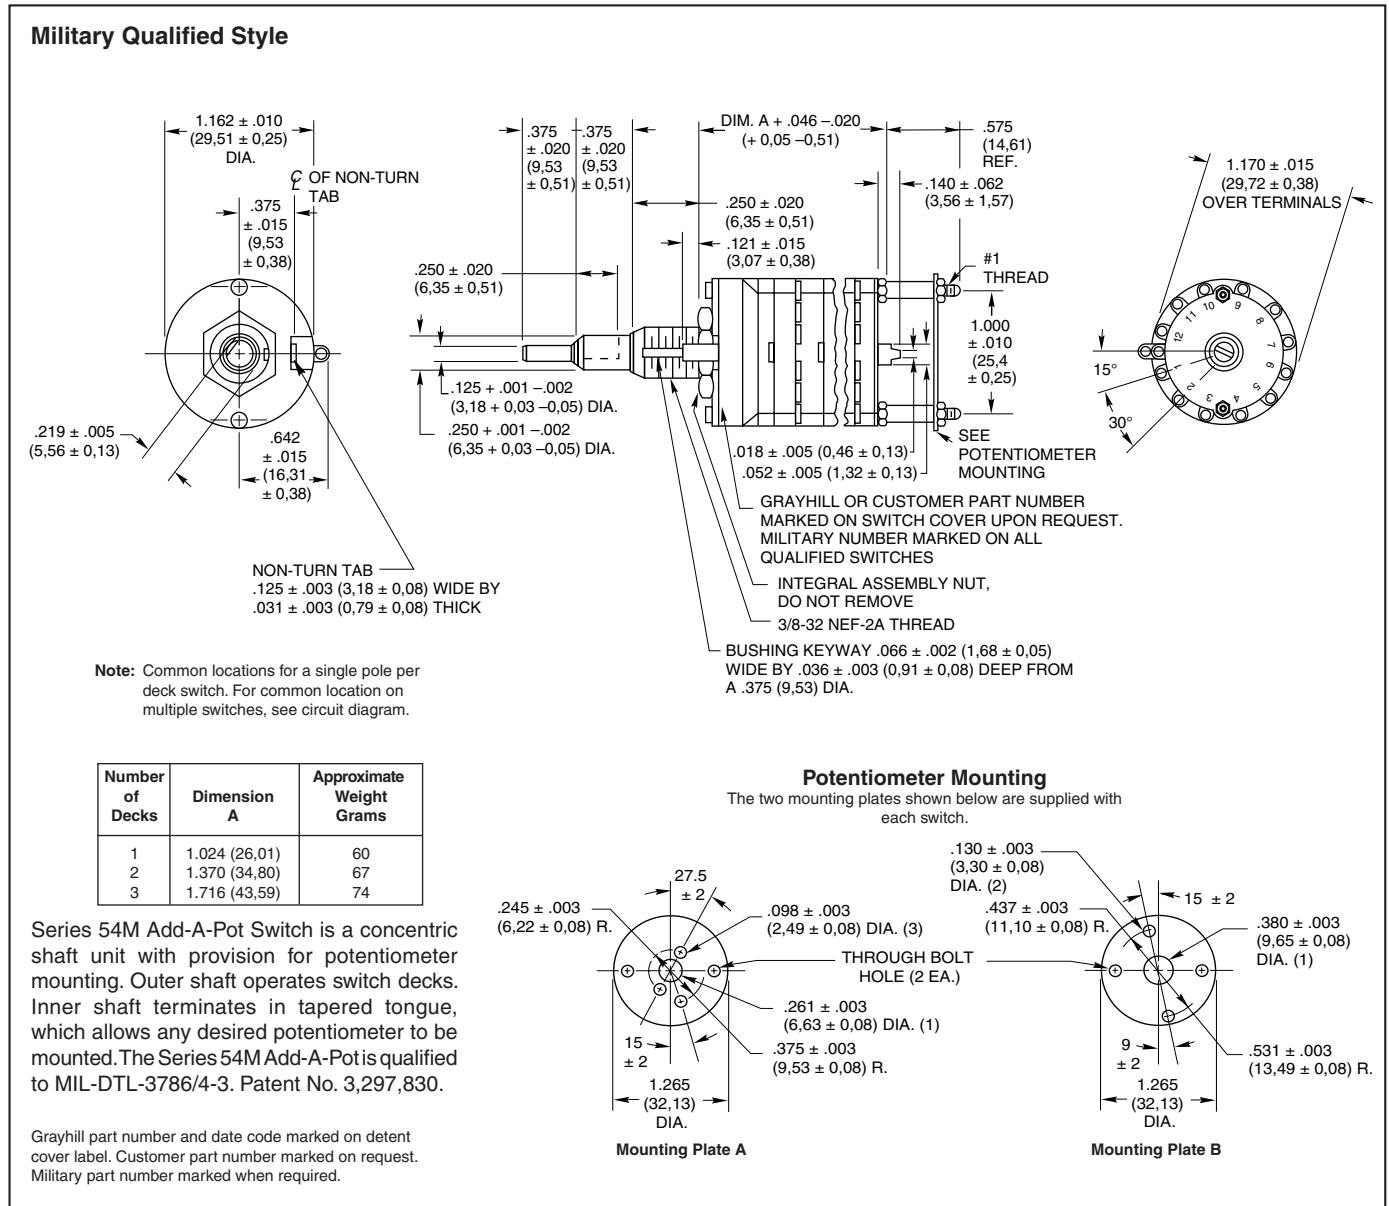 Military Qualified Style
1.162 ± .010
(29,51 ± 0,25)
DIA.
℄ OF NON-TURN
TAB
.375
± .015
(9,53
± 0,38)
.219 ± .005
(5,56 ± 0,13)
.642
± .015
(16,31
± 0,38)
NON-TURN TAB
.125 ± .003 (3,18 ± 0,08) WIDE BY
.031 ± .003 (0,79 ± 0,08) THICK
.375
± .020
(9,53
± 0,51)
.375
± .020
(9,53
± 0,51)
DIM. A + .046 –.020
(+ 0,05 –0,51)
.575
(14,61)
REF.
.140 ± .062
(3,56 ± 1,57)
.250 ± .020
(6,35 ± 0,51)
.121 ± .015
(3,07 ± 0,38)
.250 ± .020
(6,35 ± 0,51)
#1
THREAD
1.000
± .010
(25,4
± 0,25)
.125 + .001 –.002
(3,18 + 0,03 –0,05) DIA.
.250 + .001 –.002
(6,35 + 0,03 –0,05) DIA.
.018 ± .005 (0,46 ± 0,13)
.052 ± .005 (1,32 ± 0,13)
SEE
POTENTIOMETER
MOUNTING
GRAYHILL OR CUSTOMER PART NUMBER
MARKED ON SWITCH COVER UPON REQUEST.
MILITARY NUMBER MARKED ON ALL
QUALIFIED SWITCHES
INTEGRAL ASSEMBLY NUT,
DO NOT REMOVE
3/8-32 NEF-2A THREAD
BUSHING KEYWAY .066 ± .002 (1,68 ± 0,05)
WIDE BY .036 ± .003 (0,91 ± 0,08) DEEP FROM
A .375 (9,53) DIA.
1.170 ± .015
(29,72 ± 0,38)
OVER TERMINALS
1
2
3
4
5
6
7
8
9
10
11
12
15°
30°
Note: Common locations for a single pole per
deck switch. For common location on
multiple switches, see circuit diagram.
Number of Decks Dimension A Approximate Weight Grams
1 1.024 (26,01) 60
2 1.370 (34,80) 67
3 1.716 (43,59) 74
Series 54M Add-A-Pot Switch is a concentric
shaft unit with provision for potentiometer
mounting. Outer shaft operates switch decks.
Inner shaft terminates in tapered tongue,
which allows any desired potentiometer to be
mounted. The Series 54M Add-A-Pot is qualified
to MIL-DTL-3786/4-3. Patent No. 3,297,830.
Grayhill part number and date code marked on detent
cover label. Customer part number marked on request.
Military part number marked when required.
Potentiometer Mounting
The two mounting plates shown below are supplied with
each switch.
27.5
± 2
.245 ± .003
(6,22 ± 0,08) R.
.098 ± .003
(2,49 ± 0,08) DIA. (3)
THROUGH BOLT
HOLE (2 EA.)
.261 ± .003
(6,63 ± 0,08) DIA. (1)
15
± 2
.375 ± .003
(9,53 ± 0,08) R.
1.265
(32,13)
DIA.
Mounting Plate A
.130 ± .003
(3,30 ± 0,08)
DIA. (2)
15 ± 2
.437 ± .003
(11,10 ± 0,08) R.
.380 ± .003
(9,65 ± 0,08)
DIA. (1)
9
± 2
.531 ± .003
(13,49 ± 0,08) R.
1.265
(32,13)
DIA.
Mounting Plate B